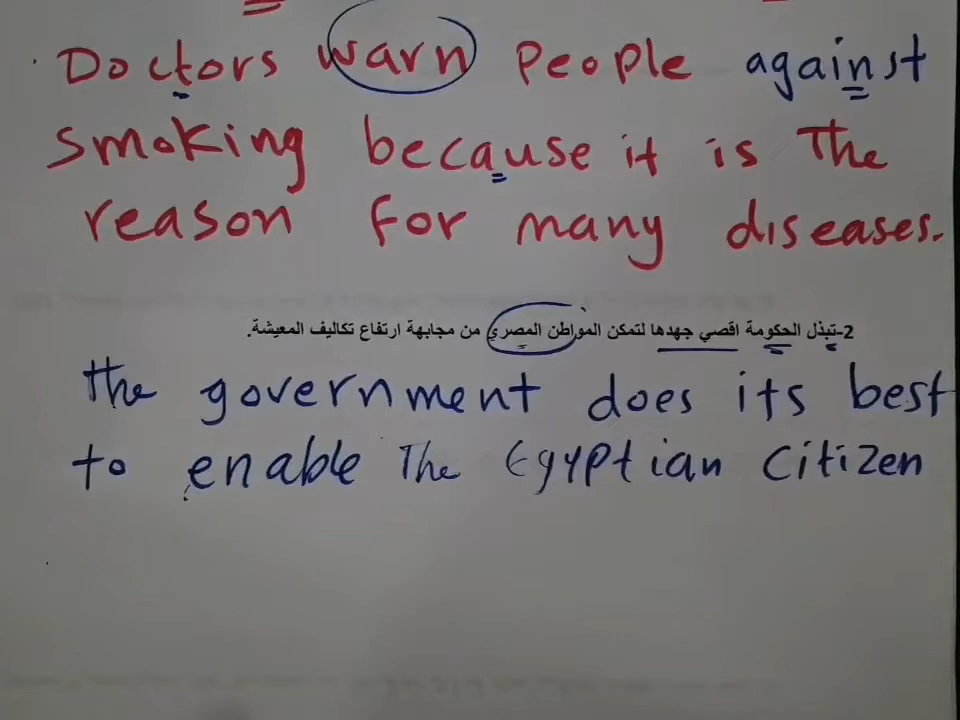 Doctors warn People against
smoking because it is The
reason for many diseases.
2-تبذل الحكومة اقصي جهدها لتمكن المواطن المصري من مجابهة ارتفاع تكاليف المعيشة.
the government does its best
to enable The Egyptian Citizen